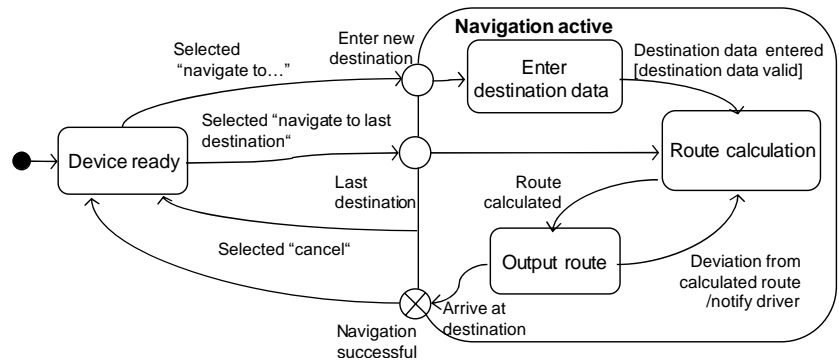 Navigation active
Enter new
destination
Selected
“navigate to…”
Enter
destination data
Destination data entered
[destination data valid]
Selected “navigate to last
destination“
Device ready
Route calculation
Last
destination
Route
calculated
Selected “cancel“
Output route
Deviation from
calculated route
/notify driver
Arrive at
destination
Navigation
successful